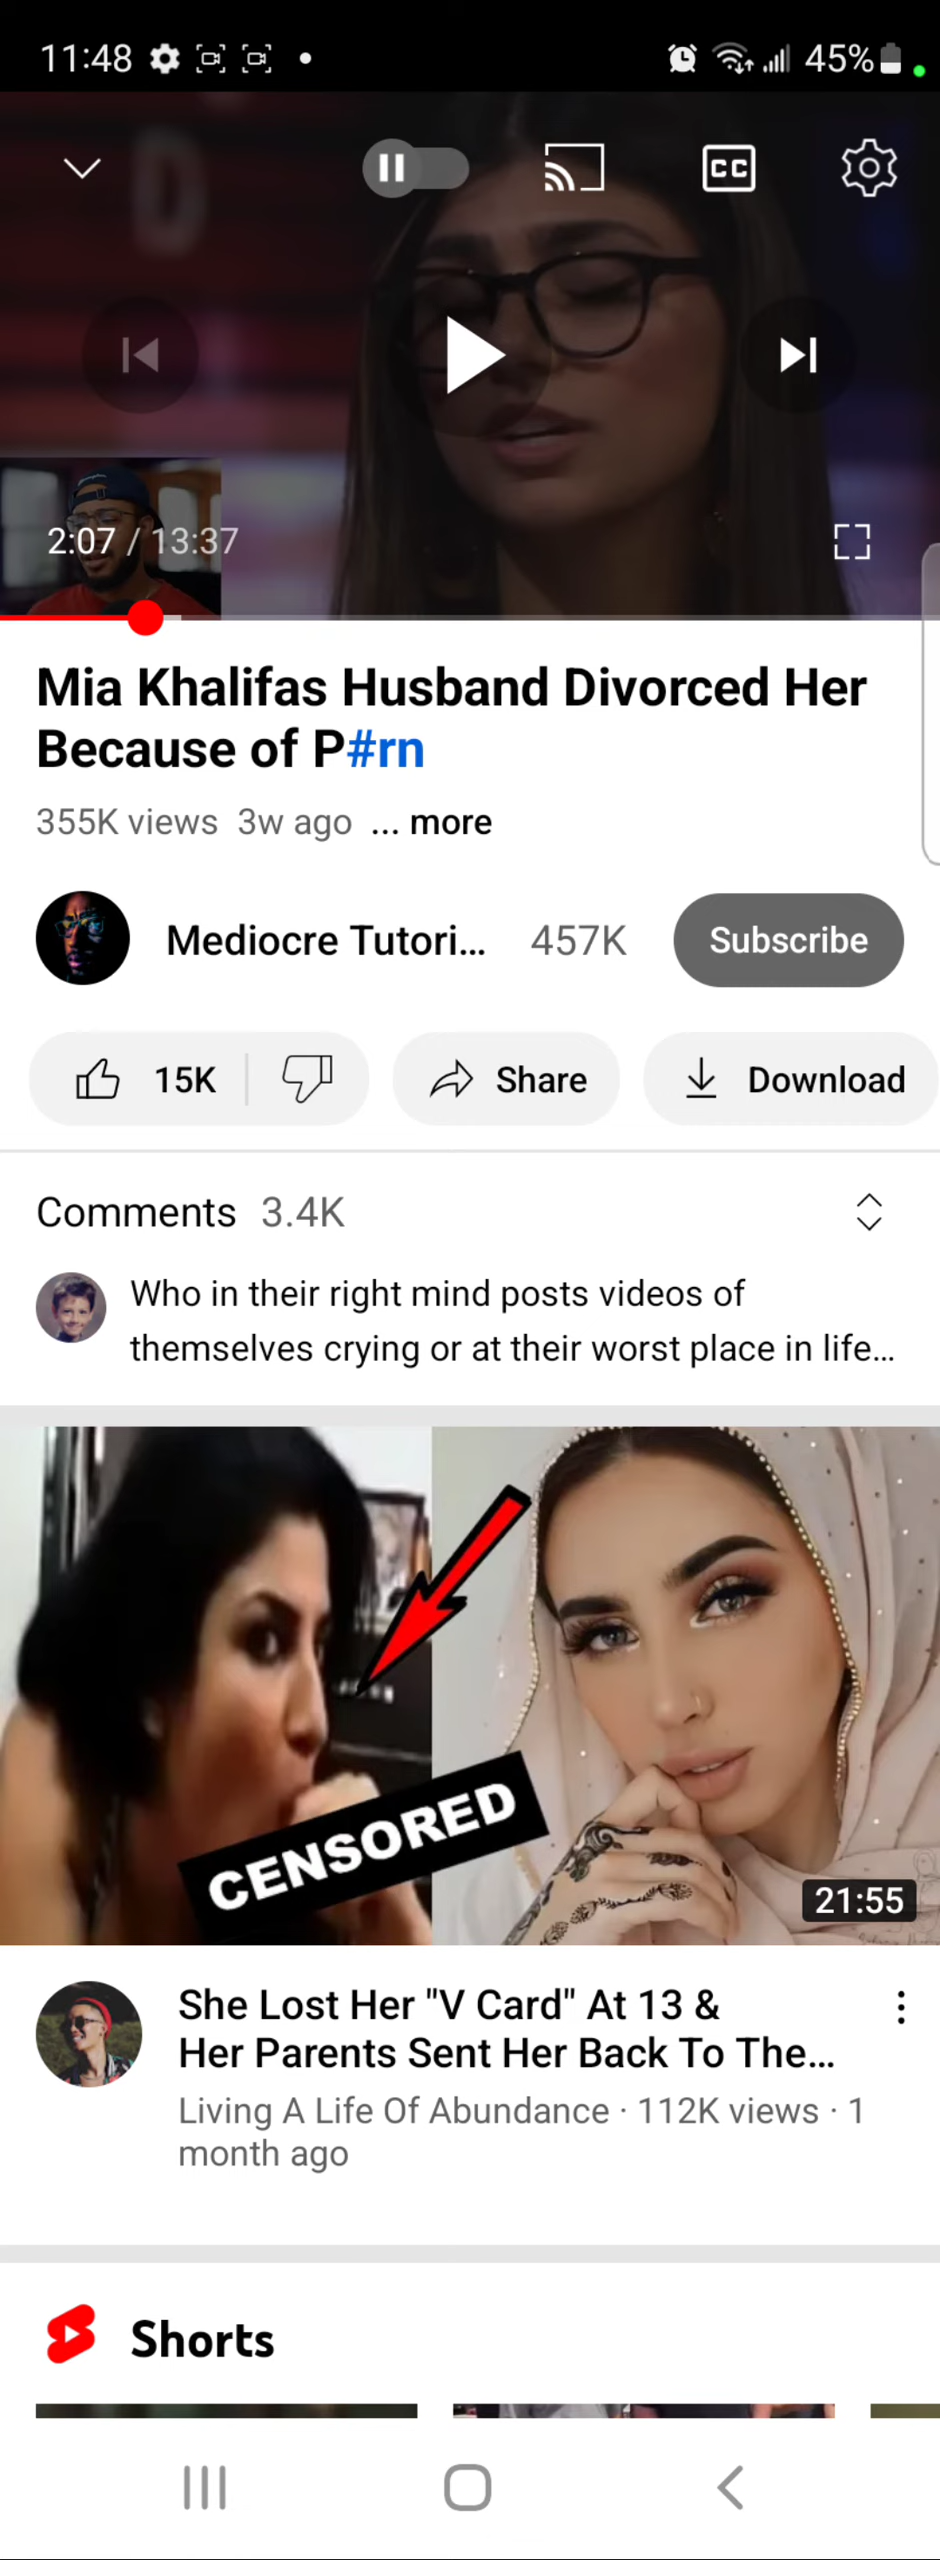 11:48
45%
CC
2:07 / 13:37
Mia Khalifas Husband Divorced Her
Because of P#rn
355K views 3w ago ... more
Mediocre Tutori... 457K Subscribe
15K Share Download
Comments 3.4K
Who in their right mind posts videos of
themselves crying or at their worst place in life...
CENSORED
21:55
She Lost Her "V Card" At 13 &
Her Parents Sent Her Back To The...
Living A Life Of Abundance · 112K views · 1
month ago
Shorts